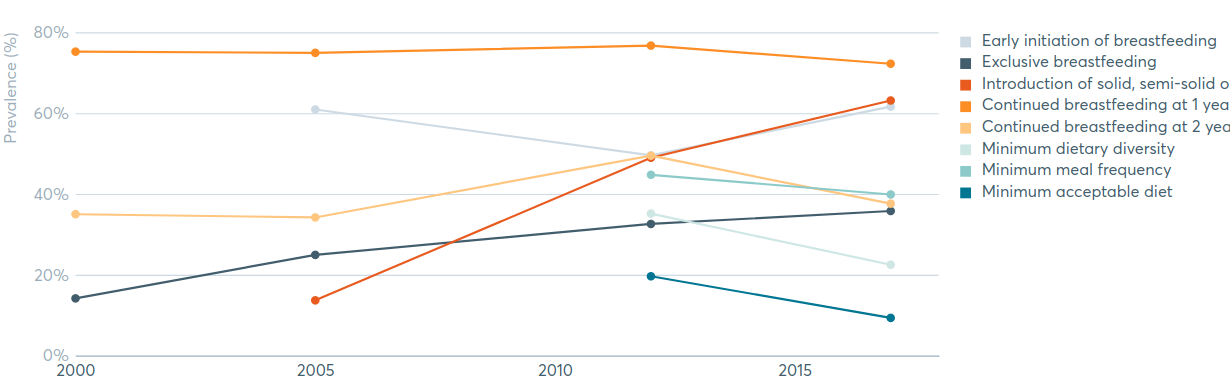 Prevalence (%)
80%
60%
40%
20%
0%
2000 2005 2010 2015
Early initiation of breastfeeding
Exclusive breastfeeding
Introduction of solid, semi-solid
Continued breastfeeding at 1
Continued breastfeeding at 2
Minimum dietary diversity
Minimum meal frequency
Minimum acceptable diet